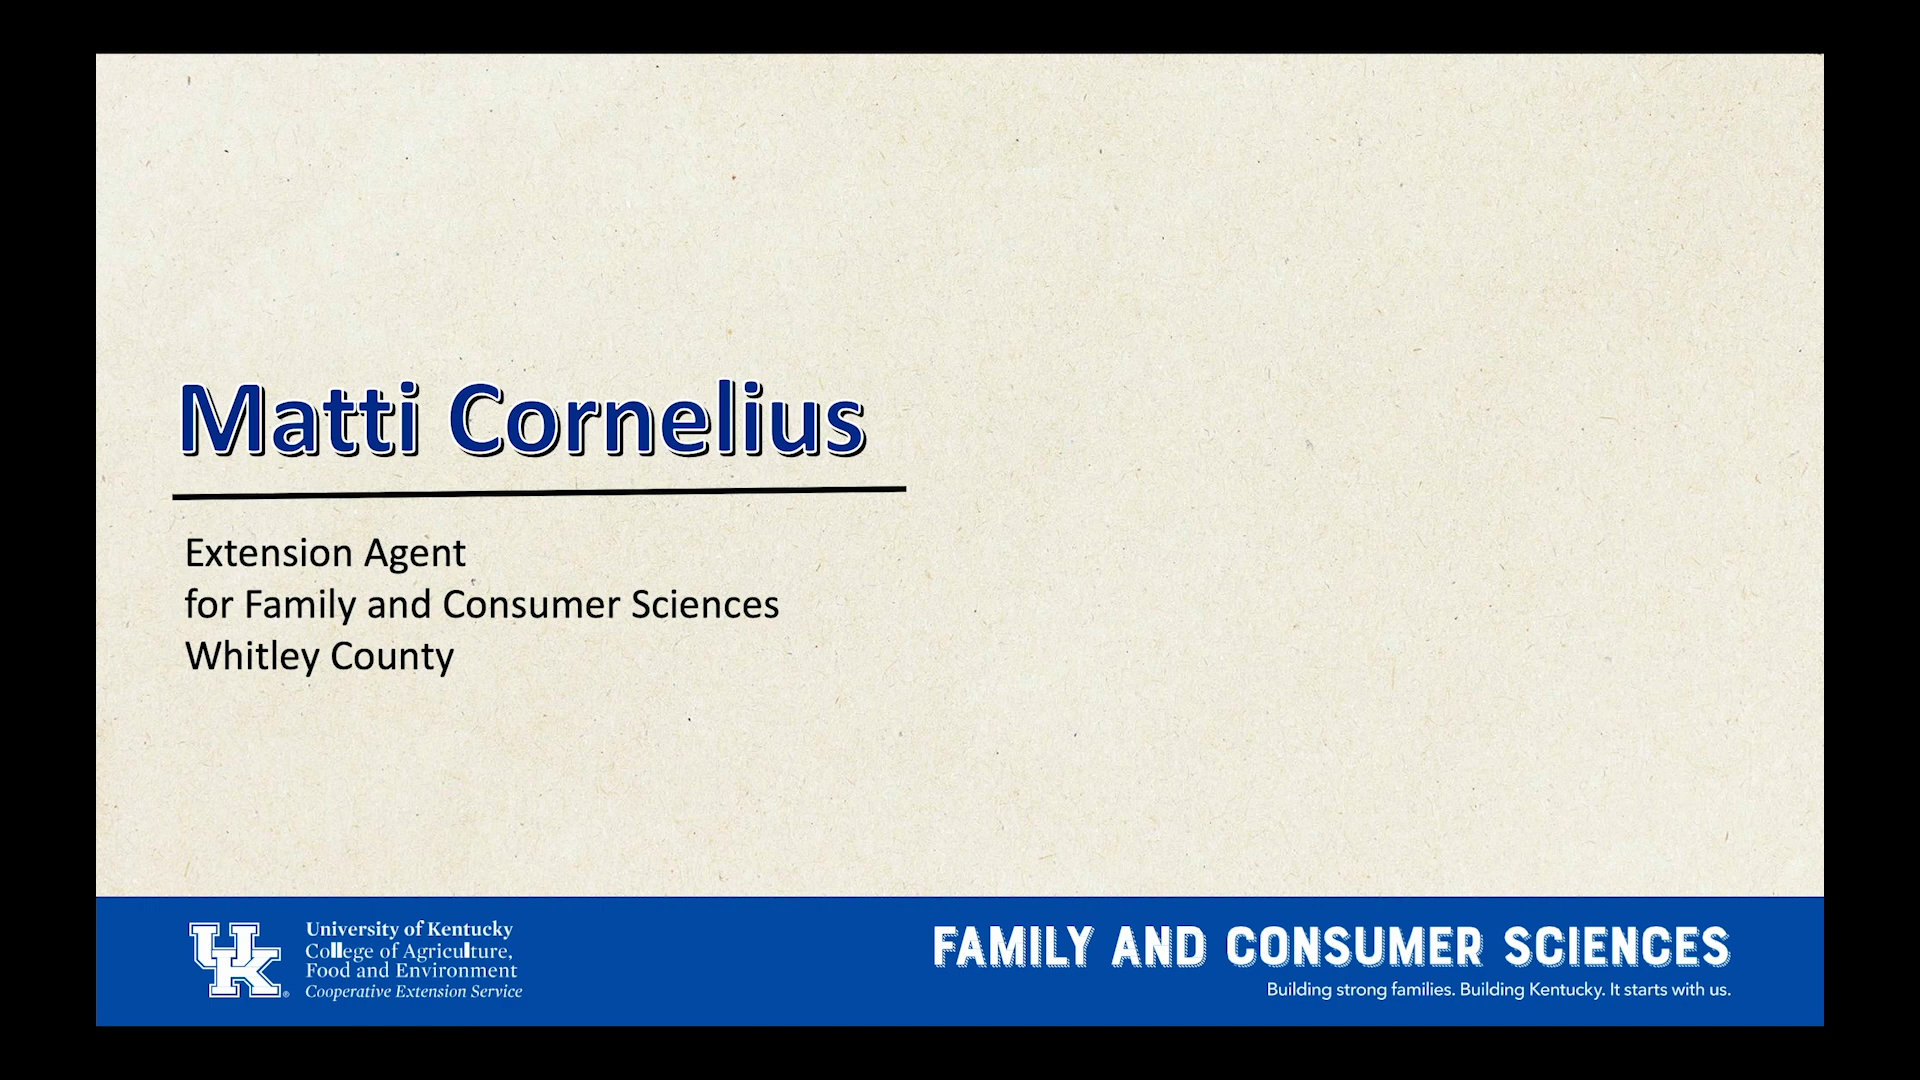 Matti Cornelius
Extension Agent
for Family and Consumer Sciences
Whitley County
UK
University of Kentucky
College of Agriculture,
Food and Environment
Cooperative Extension Service
FAMILY AND CONSUMER SCIENCES
Building strong families. Building Kentucky. It starts with us.